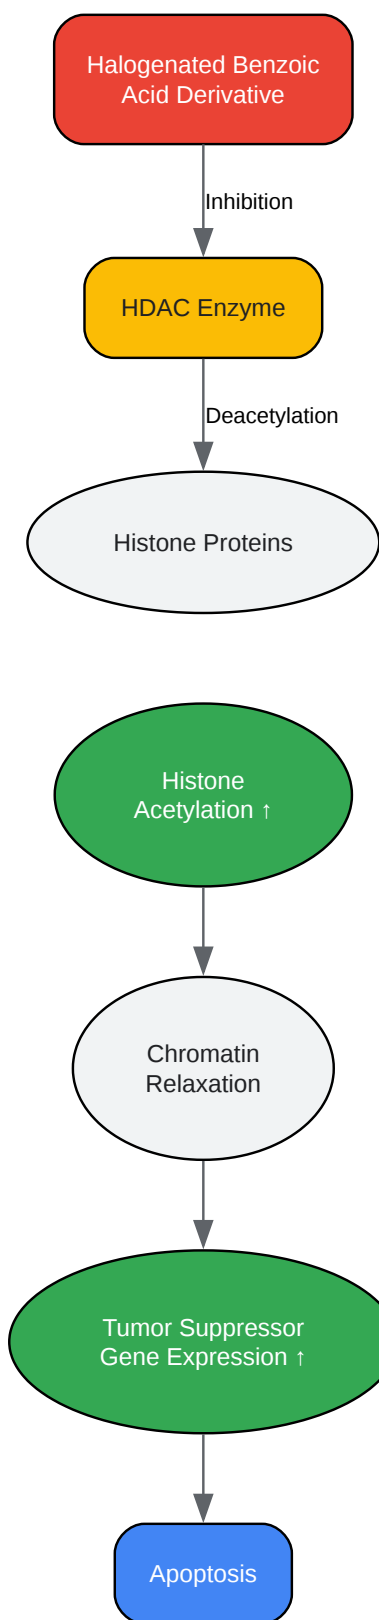 Halogenated Benzoic
Acid Derivative
Inhibition
HDAC Enzyme
Deacetylation
Histone Proteins
Histone
Acetylation ↑
Chromatin
Relaxation
Tumor Suppressor
Gene Expression ↑
Apoptosis